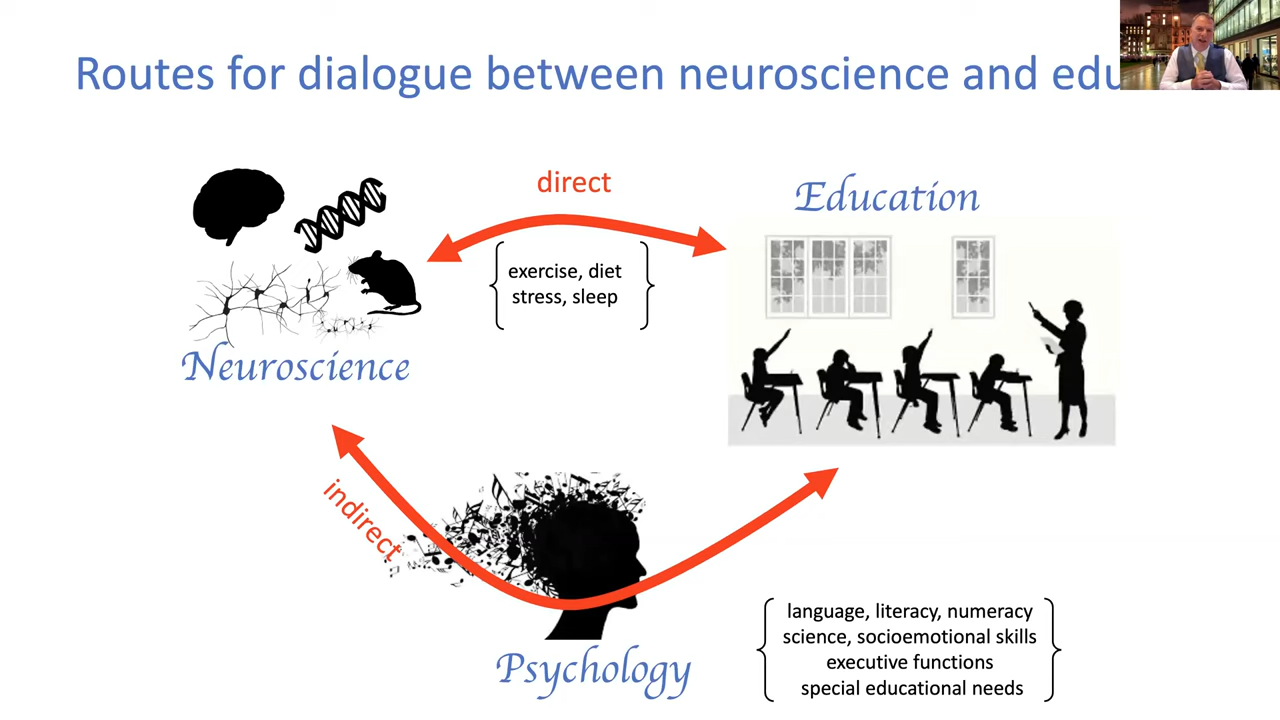 Routes for dialogue between neuroscience and edu
direct
Education
exercise, diet
stress, sleep
Neuroscience
indirect
Psychology
language, literacy, numeracy
science, socioemotional skills
executive functions
special educational needs